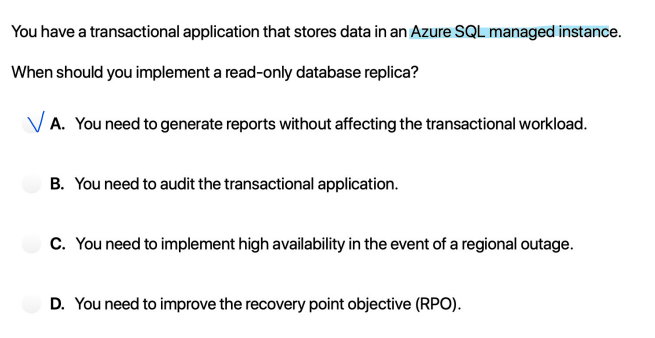 You have a transactional application that stores data in an Azure SQL managed instance.
When should you implement a read-only database replica?
A. You need to generate reports without affecting the transactional workload.
B. You need to audit the transactional application.
C. You need to implement high availability in the event of a regional outage.
D. You need to improve the recovery point objective (RPO).